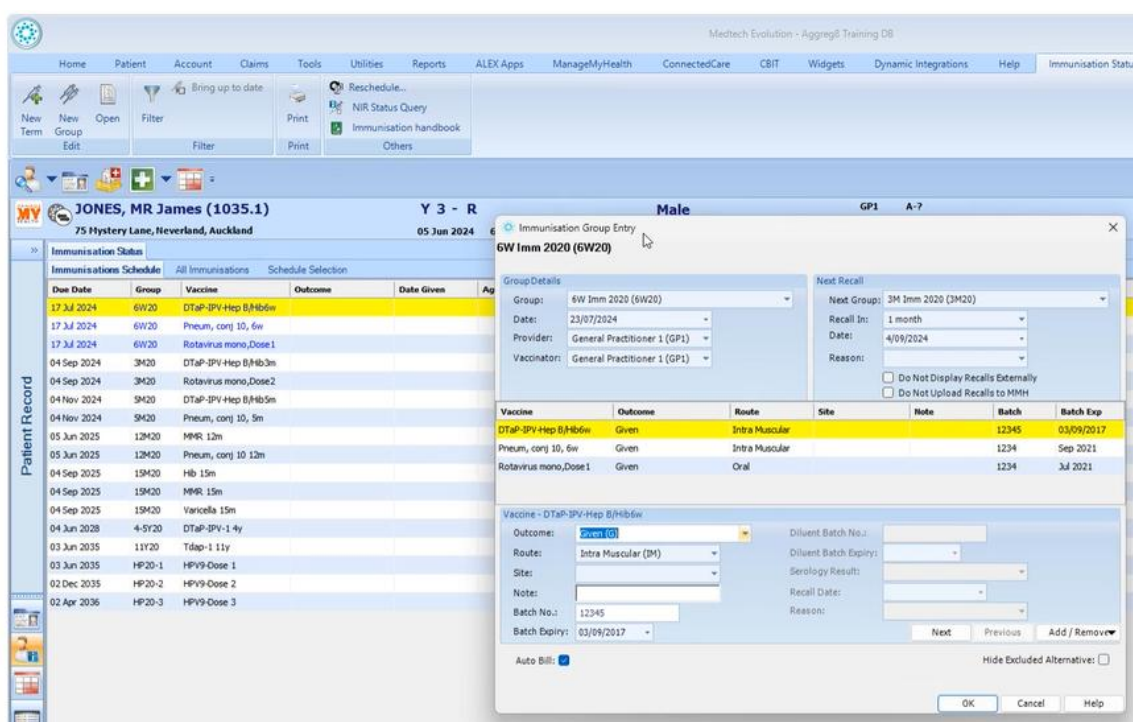 Medtech Evolution - Aggreg8 Training DB
Home Patient Account Claims Tools Utilities Reports ALEX Apps ManageMyHealth ConnectedCare CBIT Widgets Dynamic Integrations Help Immunisation Statu
New Term New Group Open Filter Bring up to date Print Reschedule...
NIR Status Query
Immunisation handbook
Edit Filter Print Others
JONES, MR James (1035.1) Y 3 - R Male GP1 A-?
75 Mystery Lane, Neverland, Auckland 05 Jun 2024 6
Immunisation Status
Immunisations Schedule All Immunisations Schedule Selection
Due Date Group Vaccine Outcome Date Given Ag
17 Jul 2024 6W20 DTaP-IPV-Hep B/Hib6w
17 Jul 2024 6W20 Pneum, conj 10, 6w
17 Jul 2024 6W20 Rotavirus mono,Dose1
04 Sep 2024 3M20 DTaP-IPV-Hep B/Hib3m
04 Sep 2024 3M20 Rotavirus mono,Dose2
04 Nov 2024 5M20 DTaP-IPV-Hep B/Hib5m
04 Nov 2024 5M20 Pneum, conj 10, 5m
05 Jun 2025 12M20 MMR 12m
05 Jun 2025 12M20 Pneum, conj 10 12m
04 Sep 2025 15M20 Hib 15m
04 Sep 2025 15M20 MMR 15m
04 Sep 2025 15M20 Varicella 15m
04 Jun 2028 4-5Y20 DTaP-IPV-1 4y
03 Jun 2035 11Y20 Tdap-1 11y
03 Jun 2035 HP20-1 HPV9-Dose 1
02 Dec 2035 HP20-2 HPV9-Dose 2
02 Apr 2036 HP20-3 HPV9-Dose 3
Patient Record
Immunisation Group Entry
6W Imm 2020 (6W20)
Group Details
Group: 6W Imm 2020 (6W20)
Date: 23/07/2024
Provider: General Practitioner 1 (GP1)
Vaccinator: General Practitioner 1 (GP1)
Next Recall
Next Group: 3M Imm 2020 (3M20)
Recall In: 1 month
Date: 4/09/2024
Reason:
Do Not Display Recalls Externally
Do Not Upload Recalls to MMH
Vaccine Outcome Route Site Note Batch Batch Exp
DTaP-IPV-Hep B/Hib6w Given Intra Muscular 12345 03/09/2017
Pneum, conj 10, 6w Given Intra Muscular 1234 Sep 2021
Rotavirus mono,Dose1 Given Oral 1234 Jul 2021
Vaccine - DTaP-IPV-Hep B/Hib6w
Outcome: Given (G)
Route: Intra Muscular (IM)
Site:
Note:
Batch No.: 12345
Batch Expiry: 03/09/2017
Diluent Batch No.:
Diluent Batch Expiry:
Serology Result:
Recall Date:
Reason:
Next Previous Add / Remove
Auto Bill: Hide Excluded Alternative:
OK Cancel Help